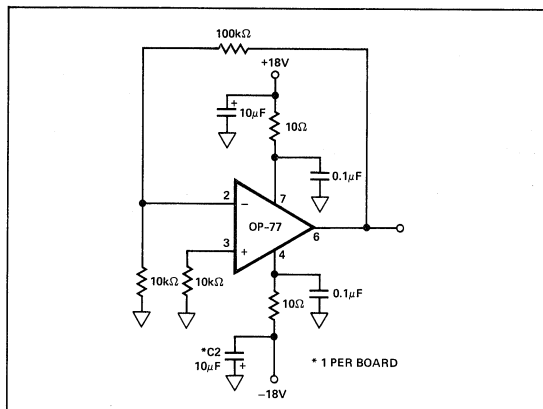 100kΩ
+18V
+
10μF
10Ω
0.1μF
2
7
−
OP-77
6
3
+
4
10kΩ
10kΩ
10Ω
0.1μF
*C2
10μF
+
* 1 PER BOARD
−18V